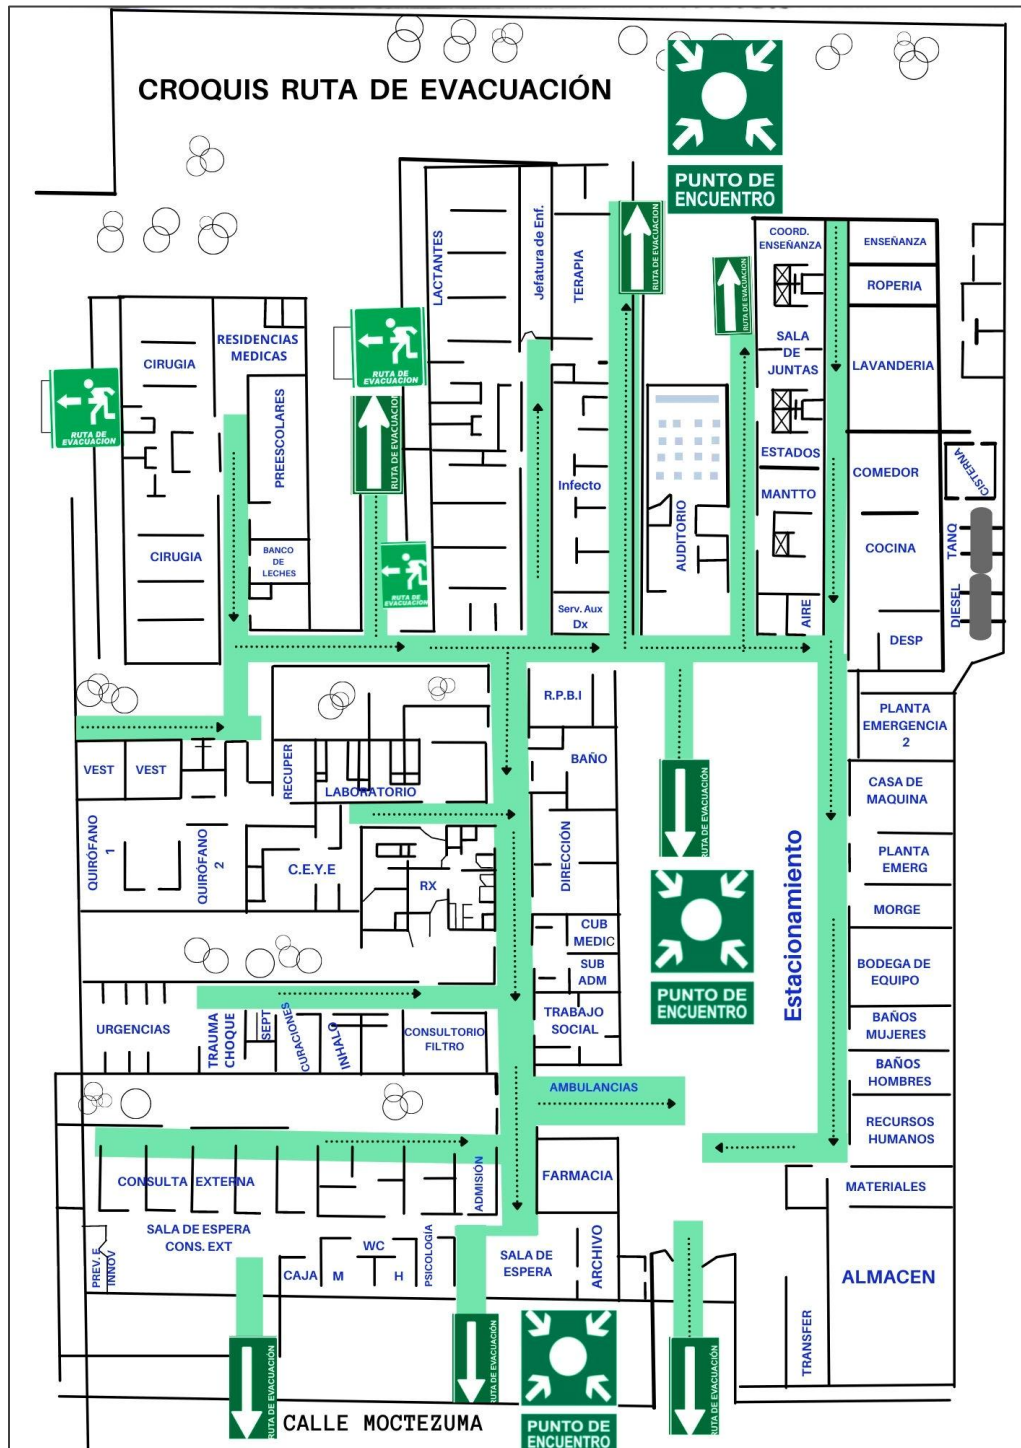 CROQUIS RUTA DE EVACUACIÓN
PUNTO DE
ENCUENTRO
RUTA DE EVACUACION
RUTA DE EVACUACION
COORD.
ENSEÑANZA
ENSEÑANZA
ROPERIA
LACTANTES
Jefatura de Enf.
TERAPIA
RESIDENCIAS
MEDICAS
CIRUGIA
RUTA DE
EVACUACION
RUTA DE
EVACUACION
SALA
DE
JUNTAS
LAVANDERIA
PREESCOLARES
RUTA DE EVACUACIÓN
ESTADOS
COMEDOR
CISTERNA
Infecto
MANTTO
AUDITORIO
CIRUGIA
BANCO
DE
LECHES
RUTA DE
EVACUACION
COCINA
TANQ
DIESEL
Serv. Aux
Dx
AIRE
DESP
R.P.B.I
PLANTA
EMERGENCIA
2
VEST
VEST
RECUPER
LABORATORIO
BAÑO
RUTA DE EVACUACIÓN
CASA DE
MAQUINA
QUIRÓFANO
1
QUIRÓFANO
2
C.E.Y.E
RX
DIRECCIÓN
PLANTA
EMERG
MORGE
Estacionamiento
CUB
MEDIC
SUB
ADM
PUNTO DE
ENCUENTRO
BODEGA DE
EQUIPO
URGENCIAS
TRAUMA
CHOQUE
SEPT
CURACIONES
INHALO
CONSULTORIO
FILTRO
TRABAJO
SOCIAL
BAÑOS
MUJERES
BAÑOS
HOMBRES
AMBULANCIAS
RECURSOS
HUMANOS
CONSULTA EXTERNA
ADMISIÓN
FARMACIA
MATERIALES
SALA DE ESPERA
CONS. EXT
PREV. E
INNOV
CAJA
WC
M
H
PSICOLOGÍA
SALA DE
ESPERA
ARCHIVO
ALMACEN
TRANSFER
RUTA DE EVACUACIÓN
RUTA DE EVACUACIÓN
RUTA DE EVACUACIÓN
CALLE MOCTEZUMA
PUNTO DE
ENCUENTRO